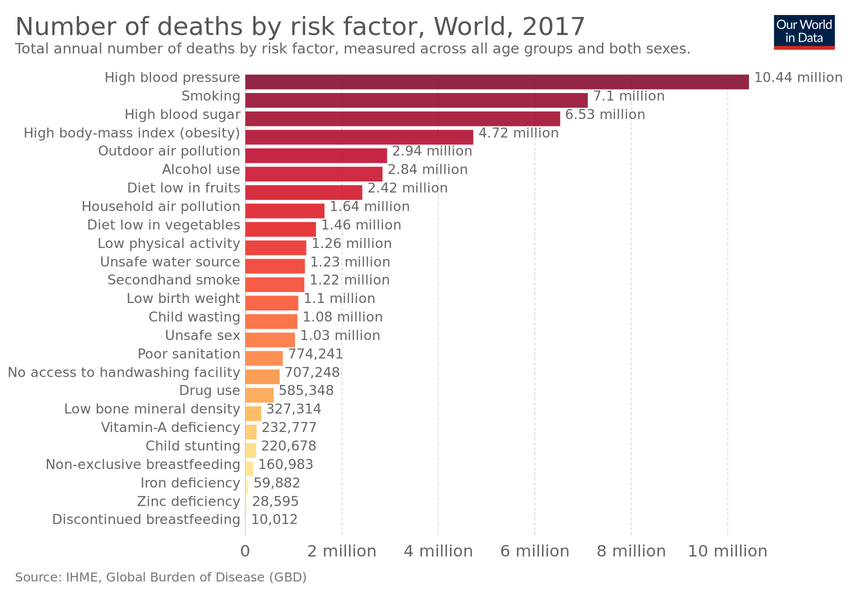 Number of deaths by risk factor, World, 2017
Our World
in Data
Total annual number of deaths by risk factor, measured across all age groups and both sexes.
High blood pressure 10.44 million
Smoking 7.1 million
High blood sugar 6.53 million
High body-mass index (obesity) 4.72 million
Outdoor air pollution 2.94 million
Alcohol use 2.84 million
Diet low in fruits 2.42 million
Household air pollution 1.64 million
Diet low in vegetables 1.46 million
Low physical activity 1.26 million
Unsafe water source 1.23 million
Secondhand smoke 1.22 million
Low birth weight 1.1 million
Child wasting 1.08 million
Unsafe sex 1.03 million
Poor sanitation 774,241
No access to handwashing facility 707,248
Drug use 585,348
Low bone mineral density 327,314
Vitamin-A deficiency 232,777
Child stunting 220,678
Non-exclusive breastfeeding 160,983
Iron deficiency 59,882
Zinc deficiency 28,595
Discontinued breastfeeding 10,012
0 2 million 4 million 6 million 8 million 10 million
Source: IHME, Global Burden of Disease (GBD)